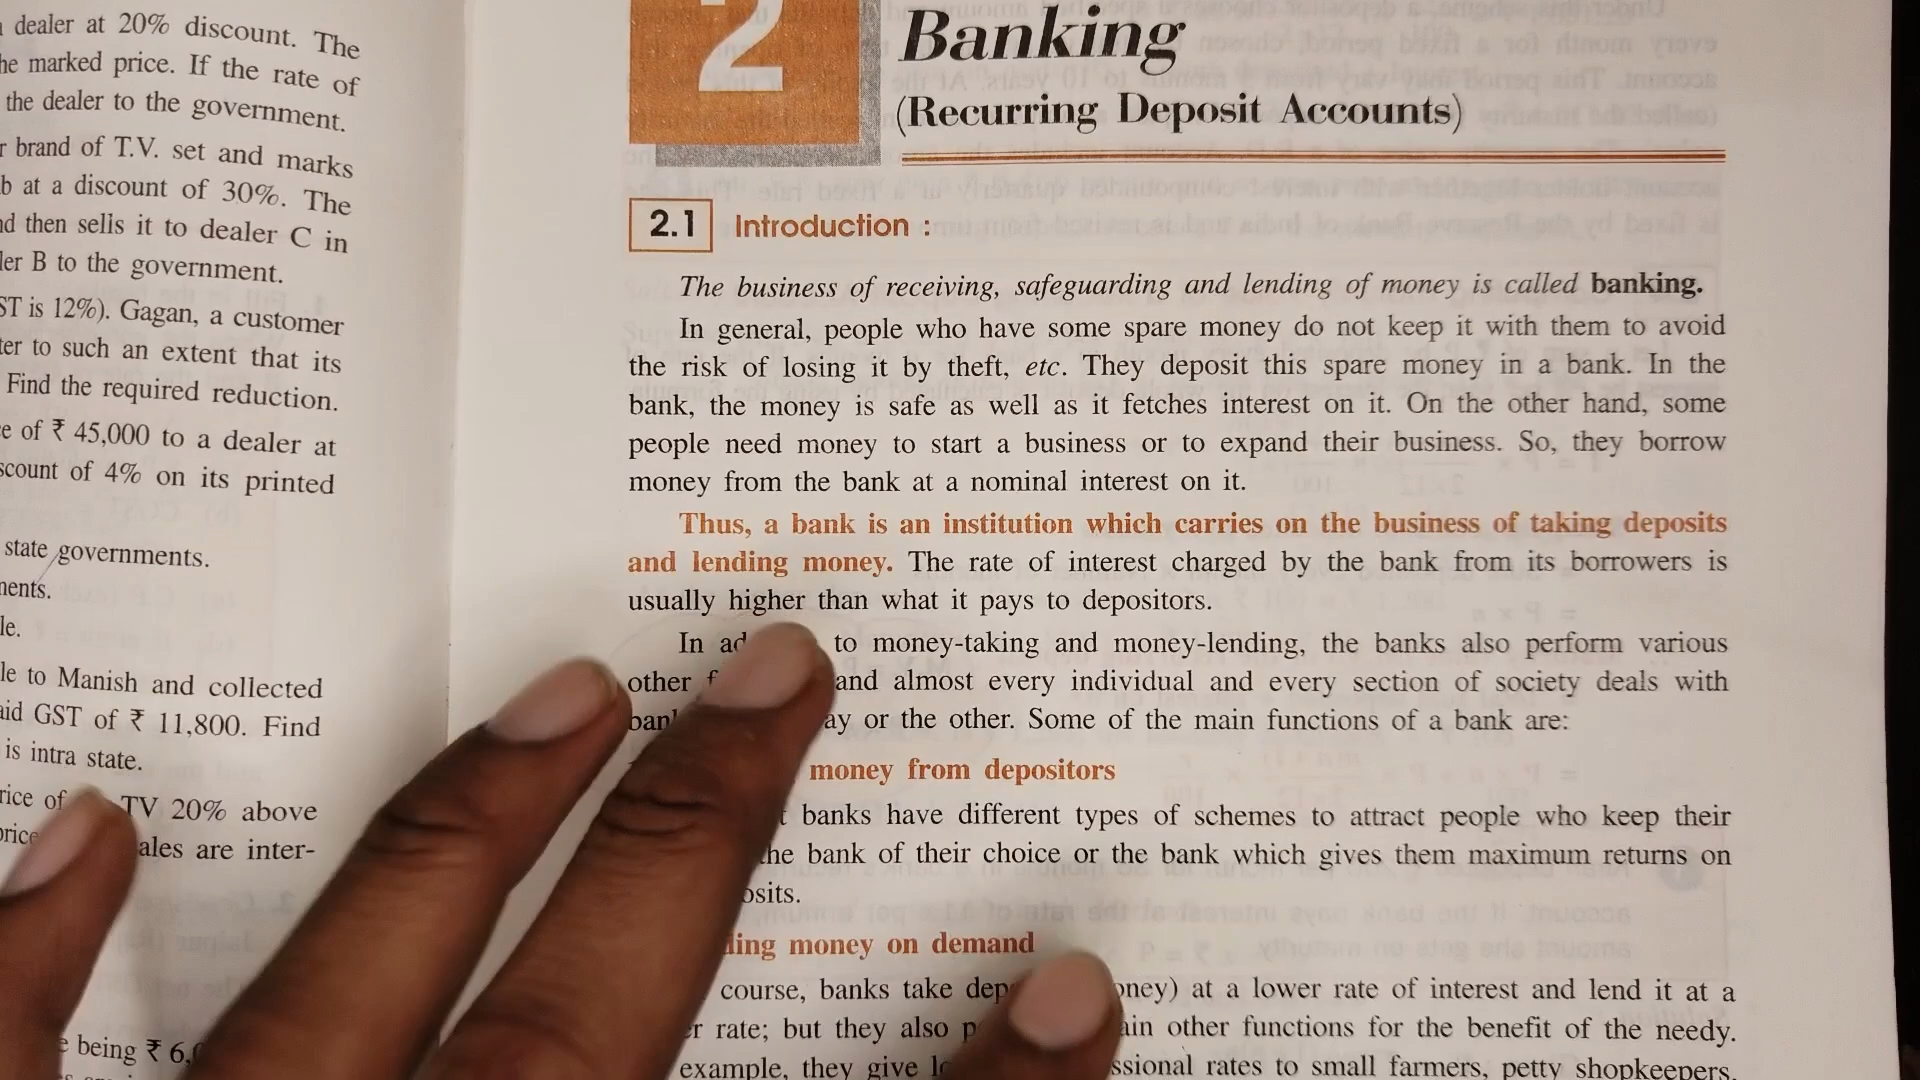 dealer at 20% discount. The
he marked price. If the rate of
the dealer to the government.
r brand of T.V. set and marks
b at a discount of 30%. The
nd then sells it to dealer C in
ler B to the government.
ST is 12%). Gagan, a customer
ter to such an extent that its
Find the required reduction.
e of ₹ 45,000 to a dealer at
scount of 4% on its printed
state governments.
nents.
le.
le to Manish and collected
aid GST of ₹ 11,800. Find
is intra state.
rice of TV 20% above
price ales are inter-
e being ₹ 6,
2
Banking
(Recurring Deposit Accounts)
2.1 Introduction :
The business of receiving, safeguarding and lending of money is called banking.
In general, people who have some spare money do not keep it with them to avoid
the risk of losing it by theft, etc. They deposit this spare money in a bank. In the
bank, the money is safe as well as it fetches interest on it. On the other hand, some
people need money to start a business or to expand their business. So, they borrow
money from the bank at a nominal interest on it.
Thus, a bank is an institution which carries on the business of taking deposits
and lending money. The rate of interest charged by the bank from its borrowers is
usually higher than what it pays to depositors.
In ad to money-taking and money-lending, the banks also perform various
other f and almost every individual and every section of society deals with
ban ay or the other. Some of the main functions of a bank are:
money from depositors
t banks have different types of schemes to attract people who keep their
the bank of their choice or the bank which gives them maximum returns on
osits.
ding money on demand
course, banks take dep oney) at a lower rate of interest and lend it at a
er rate; but they also p ain other functions for the benefit of the needy.
example, they give lo ssional rates to small farmers, petty shopkeepers,